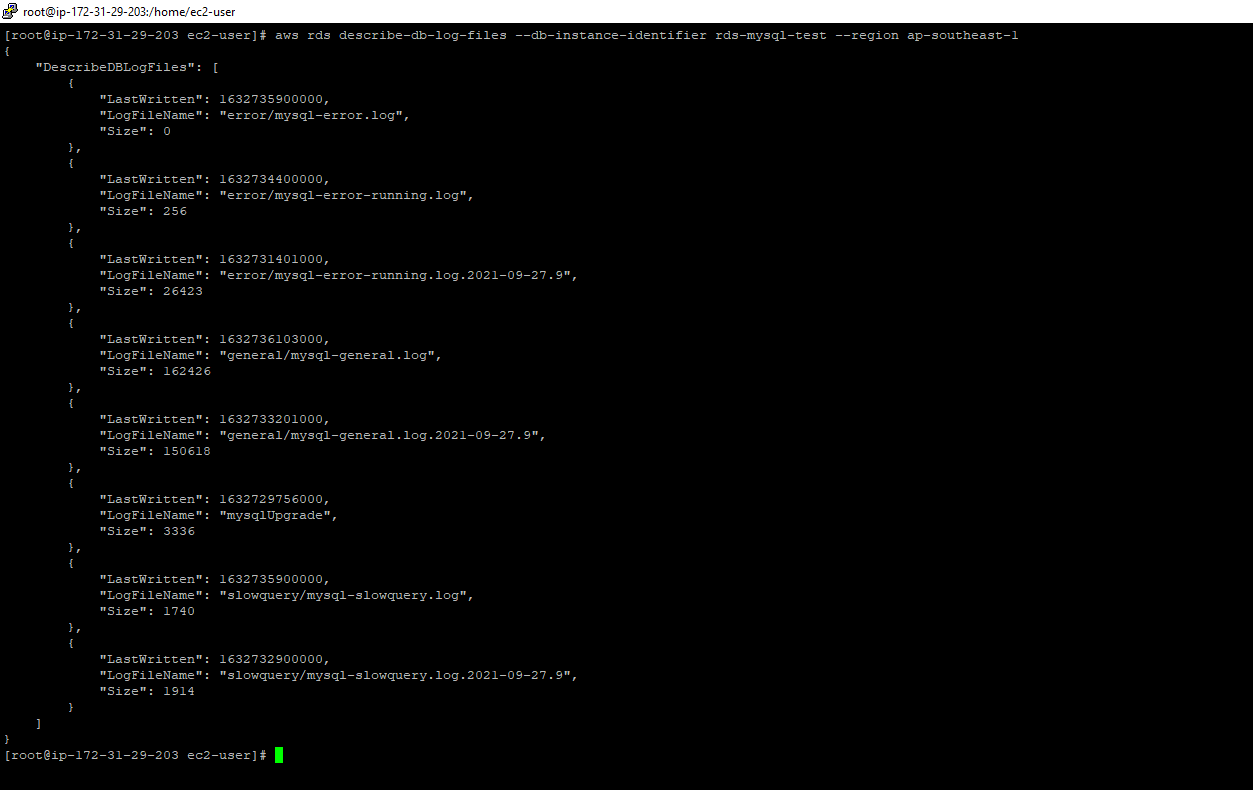 root@ip-172-31-29-203:/home/ec2-user
[root@ip-172-31-29-203 ec2-user]# aws rds describe-db-log-files --db-instance-identifier rds-mysql-test --region ap-southeast-1
{
    "DescribeDBLogFiles": [
        {
            "LastWritten": 1632735900000,
            "LogFileName": "error/mysql-error.log",
            "Size": 0
        },
        {
            "LastWritten": 1632734400000,
            "LogFileName": "error/mysql-error-running.log",
            "Size": 256
        },
        {
            "LastWritten": 1632731401000,
            "LogFileName": "error/mysql-error-running.log.2021-09-27.9",
            "Size": 26423
        },
        {
            "LastWritten": 1632736103000,
            "LogFileName": "general/mysql-general.log",
            "Size": 162426
        },
        {
            "LastWritten": 1632733201000,
            "LogFileName": "general/mysql-general.log.2021-09-27.9",
            "Size": 150618
        },
        {
            "LastWritten": 1632729756000,
            "LogFileName": "mysqlUpgrade",
            "Size": 3336
        },
        {
            "LastWritten": 1632735900000,
            "LogFileName": "slowquery/mysql-slowquery.log",
            "Size": 1740
        },
        {
            "LastWritten": 1632732900000,
            "LogFileName": "slowquery/mysql-slowquery.log.2021-09-27.9",
            "Size": 1914
        }
    ]
}
[root@ip-172-31-29-203 ec2-user]#